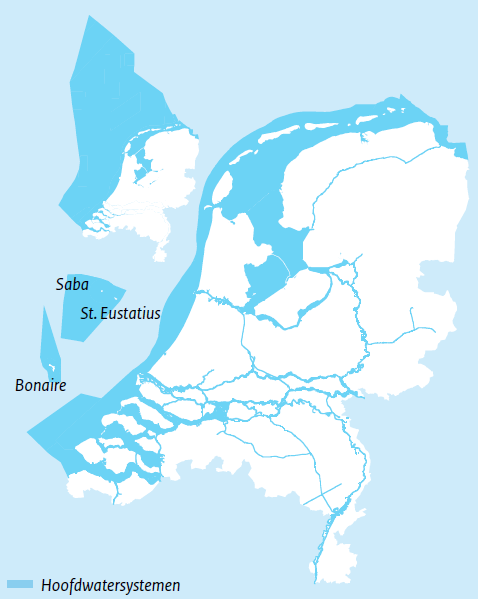 Saba
St. Eustatius
Bonaire
Hoofdwatersystemen